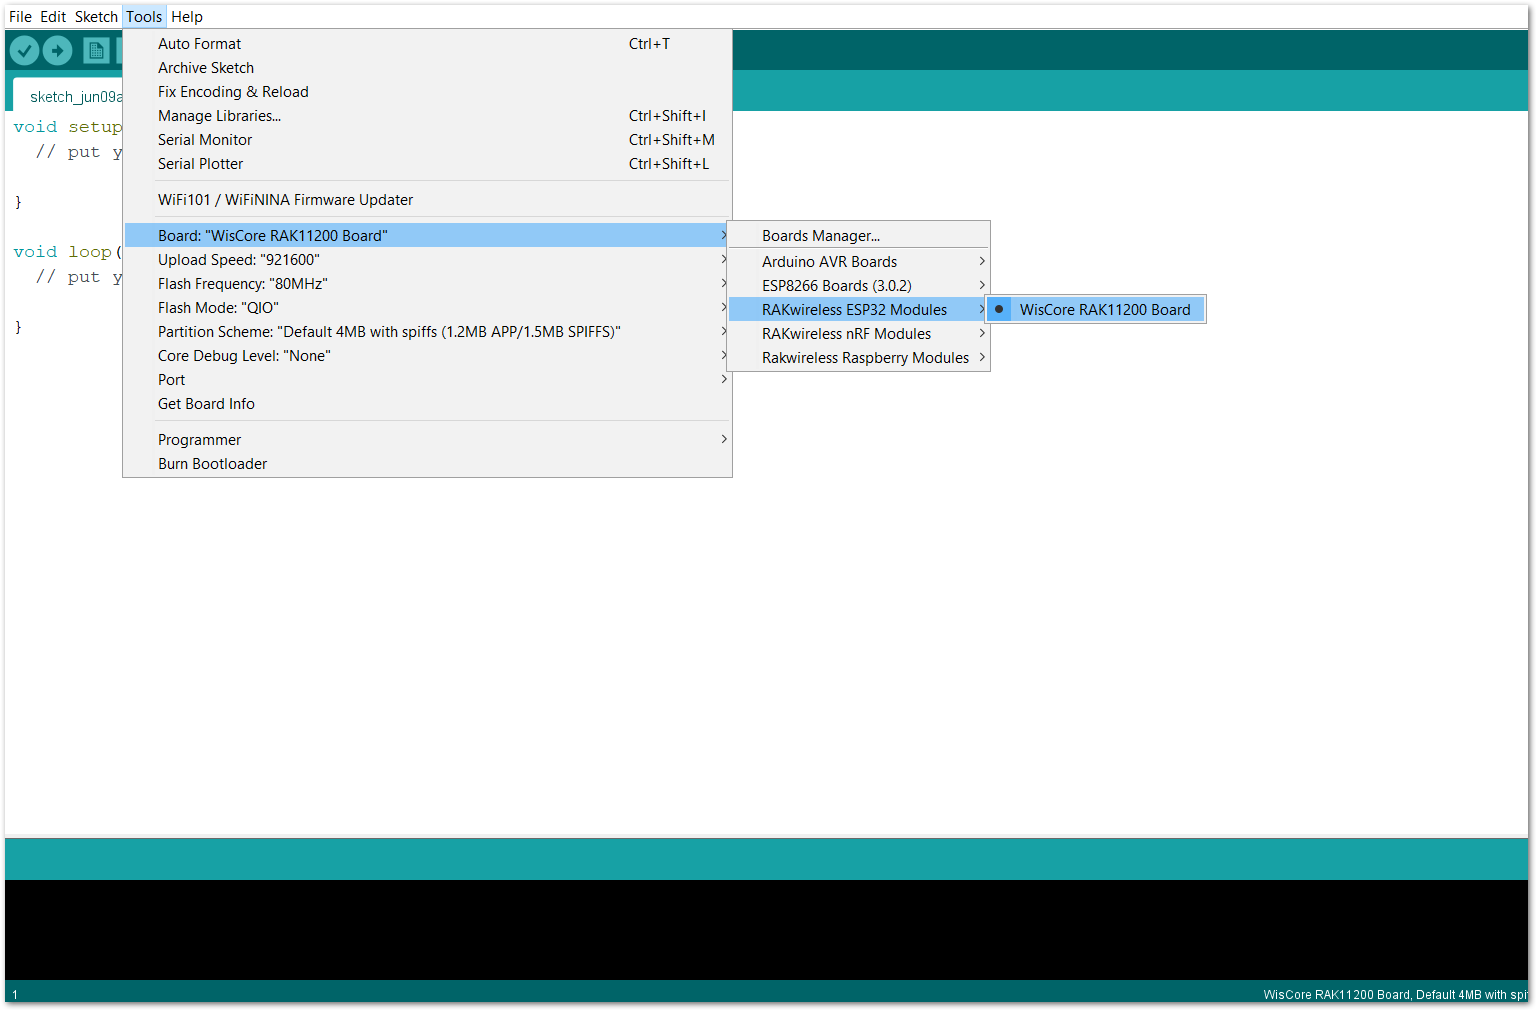 File Edit Sketch Tools Help
Auto Format Ctrl+T
Archive Sketch
Fix Encoding & Reload
Manage Libraries... Ctrl+Shift+I
Serial Monitor Ctrl+Shift+M
Serial Plotter Ctrl+Shift+L
WiFi101 / WiFiNINA Firmware Updater
Board: "WisCore RAK11200 Board"
Upload Speed: "921600"
Flash Frequency: "80MHz"
Flash Mode: "QIO"
Partition Scheme: "Default 4MB with spiffs (1.2MB APP/1.5MB SPIFFS)"
Core Debug Level: "None"
Port
Get Board Info
Programmer
Burn Bootloader
Boards Manager...
Arduino AVR Boards
ESP8266 Boards (3.0.2)
RAKwireless ESP32 Modules
RAKwireless nRF Modules
Rakwireless Raspberry Modules
WisCore RAK11200 Board
sketch_jun09a
void setup
// put y
}
void loop(
// put y
}
1
WisCore RAK11200 Board, Default 4MB with spi